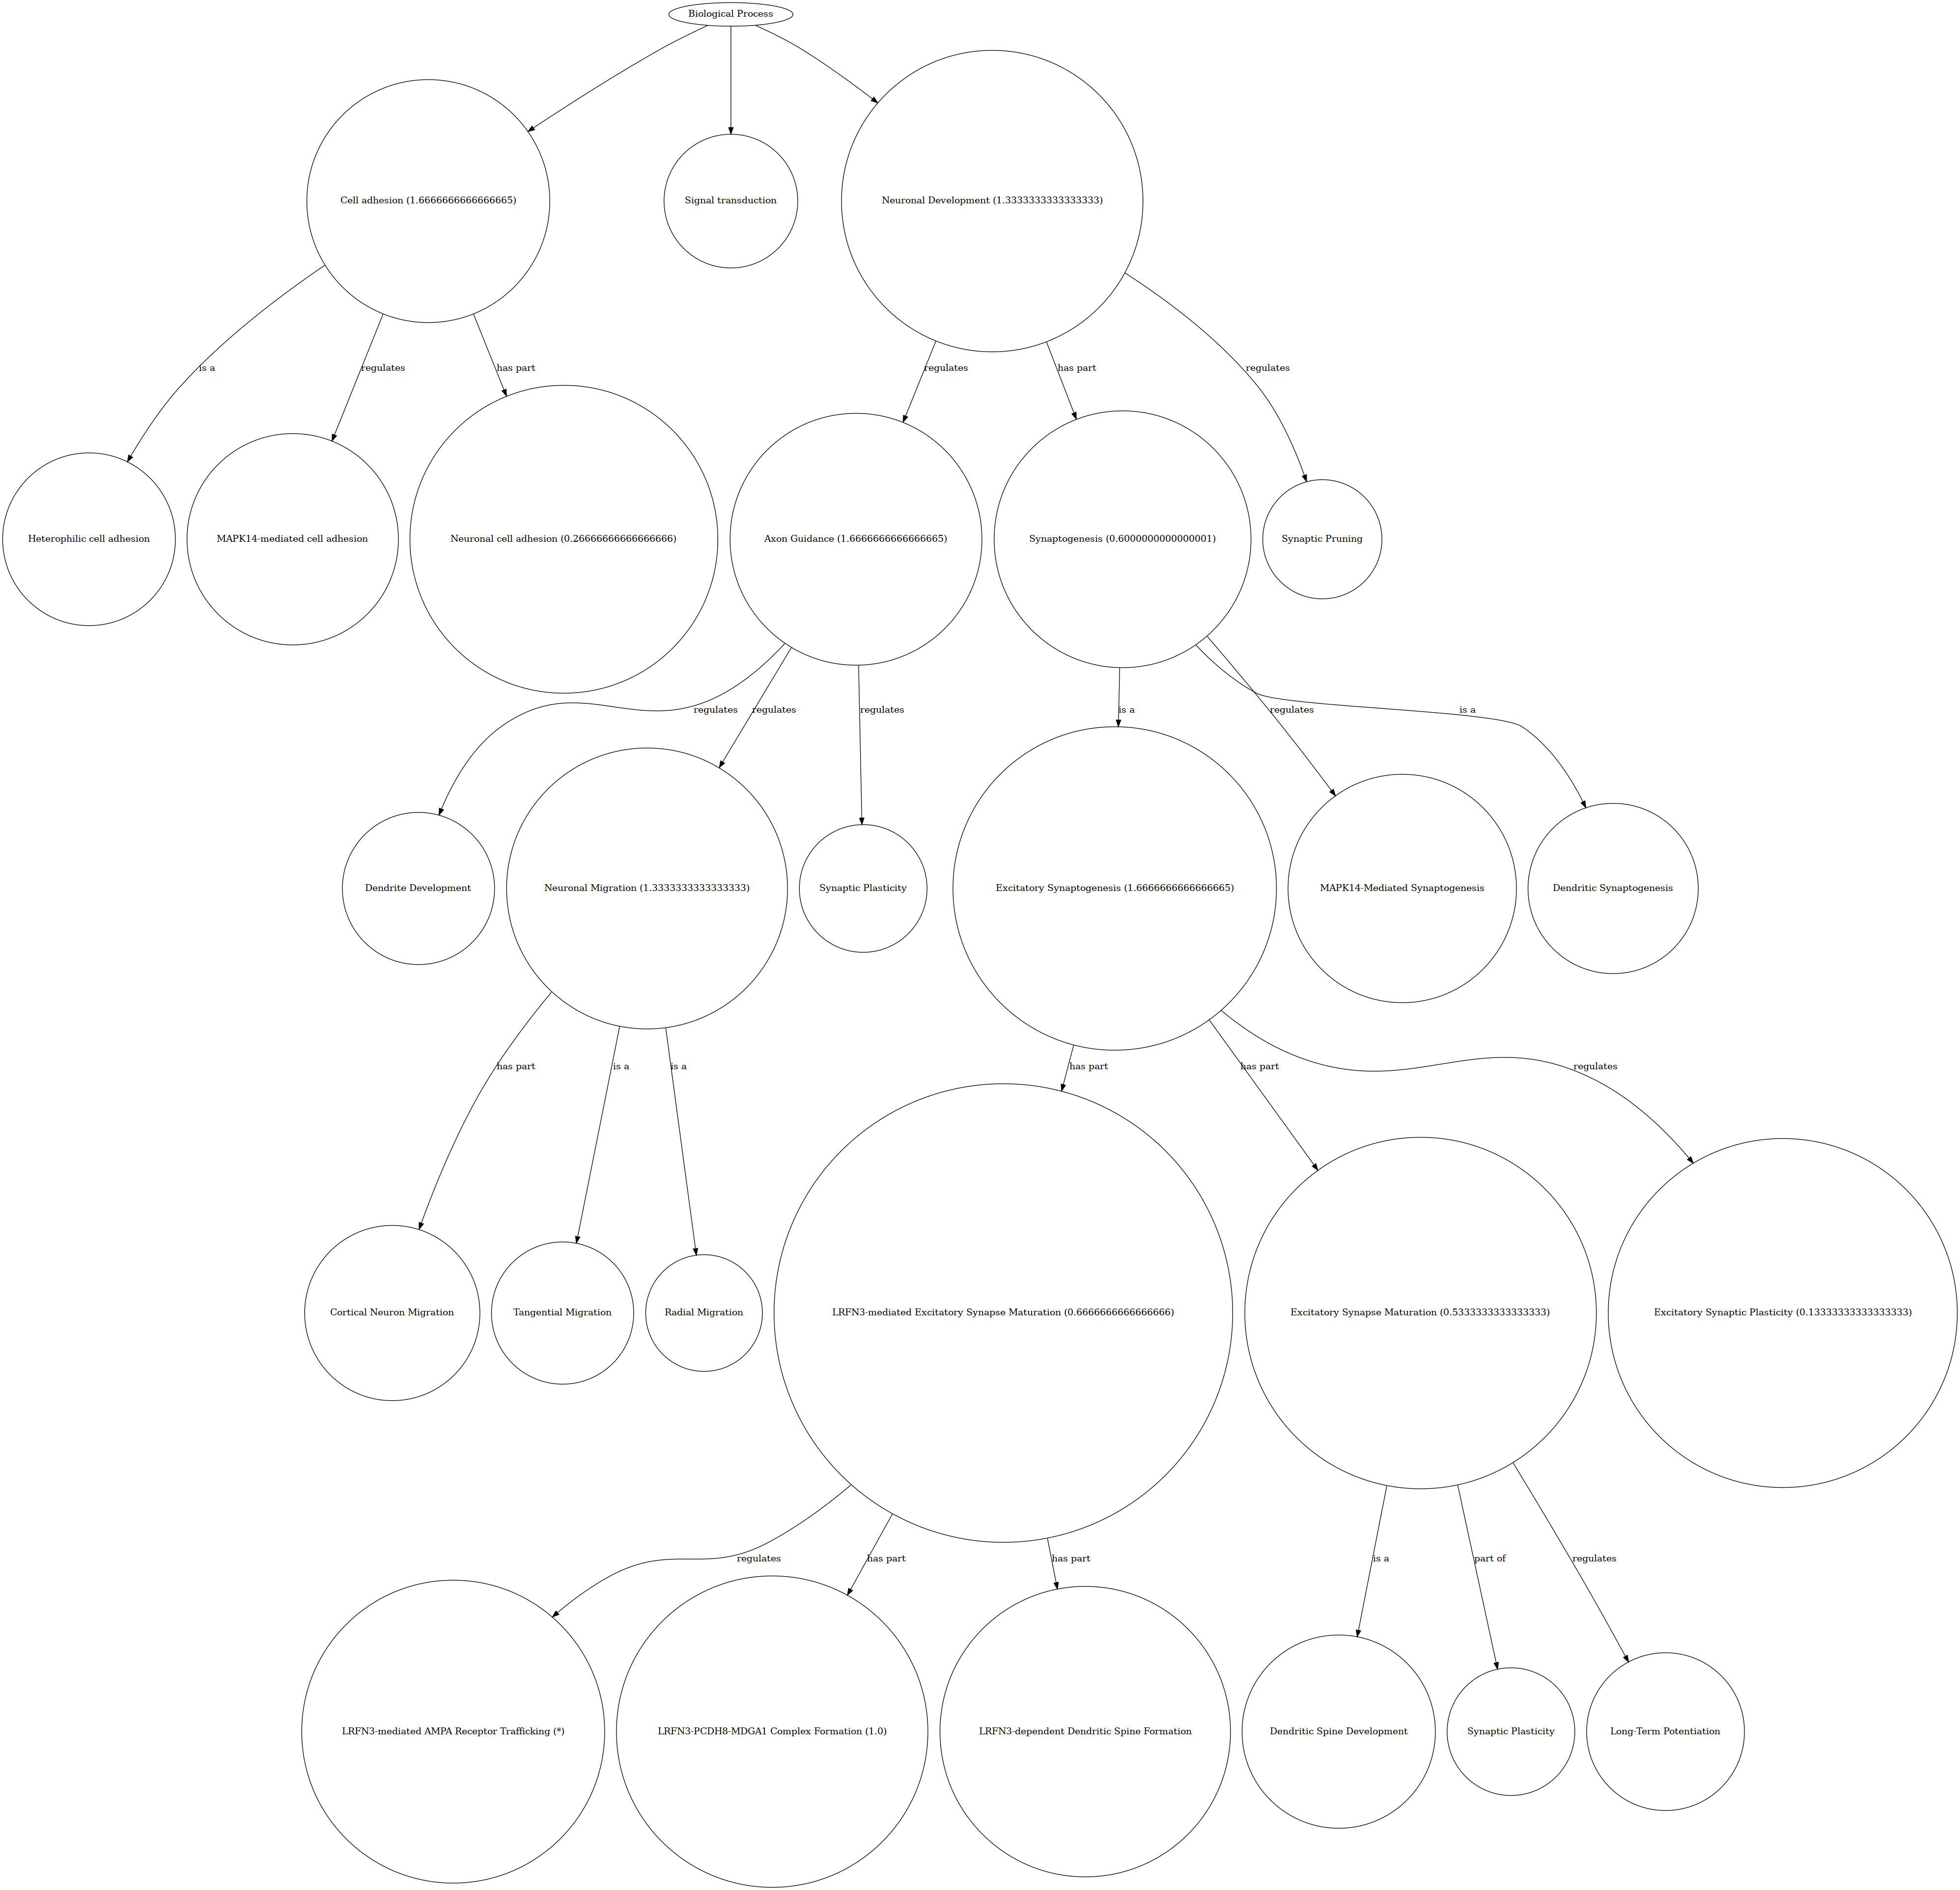 Biological Process
Cell adhesion (1.6666666666666665)
Signal transduction
Neuronal Development (1.3333333333333333)
is a
regulates
has part
regulates
has part
regulates
Heterophilic cell adhesion
MAPK14-mediated cell adhesion
Neuronal cell adhesion (0.26666666666666666)
Axon Guidance (1.6666666666666665)
Synaptogenesis (0.6000000000000001)
Synaptic Pruning
regulates
regulates
regulates
is a
regulates
is a
Dendrite Development
Neuronal Migration (1.3333333333333333)
Synaptic Plasticity
Excitatory Synaptogenesis (1.6666666666666665)
MAPK14-Mediated Synaptogenesis
Dendritic Synaptogenesis
has part
is a
is a
has part
has part
regulates
Cortical Neuron Migration
Tangential Migration
Radial Migration
LRFN3-mediated Excitatory Synapse Maturation (0.6666666666666666)
Excitatory Synapse Maturation (0.5333333333333333)
Excitatory Synaptic Plasticity (0.13333333333333333)
regulates
has part
has part
is a
part of
regulates
LRFN3-mediated AMPA Receptor Trafficking (*)
LRFN3-PCDH8-MDGA1 Complex Formation (1.0)
LRFN3-dependent Dendritic Spine Formation
Dendritic Spine Development
Synaptic Plasticity
Long-Term Potentiation